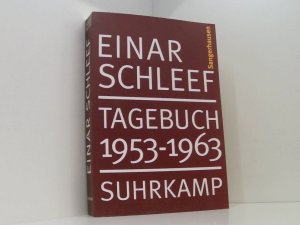 EINAR
SCHLEEF
Sangerhausen
TAGEBUCH
1953-1963
SUHRKAMP
EINAR SCHLEEF